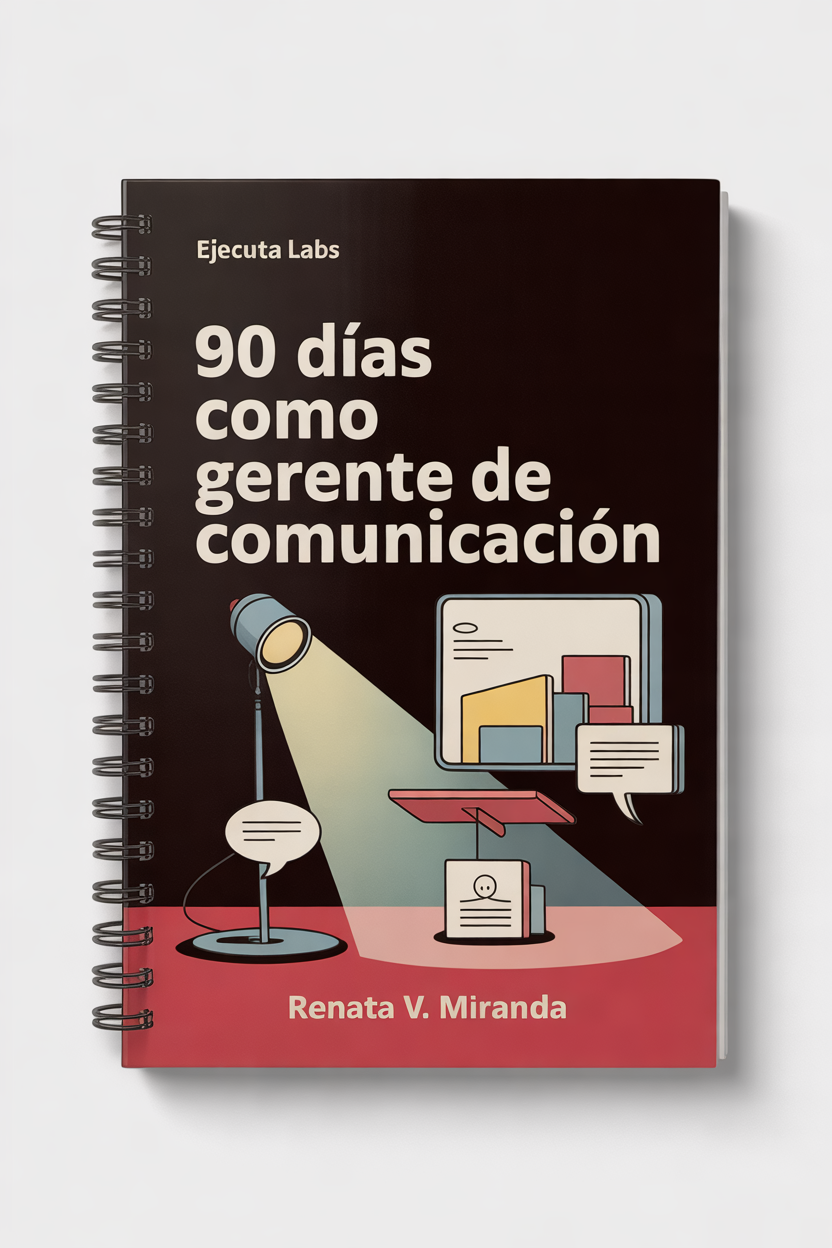 Ejecuta Labs
90 días
como
gerente de
comunicación
Renata V. Miranda